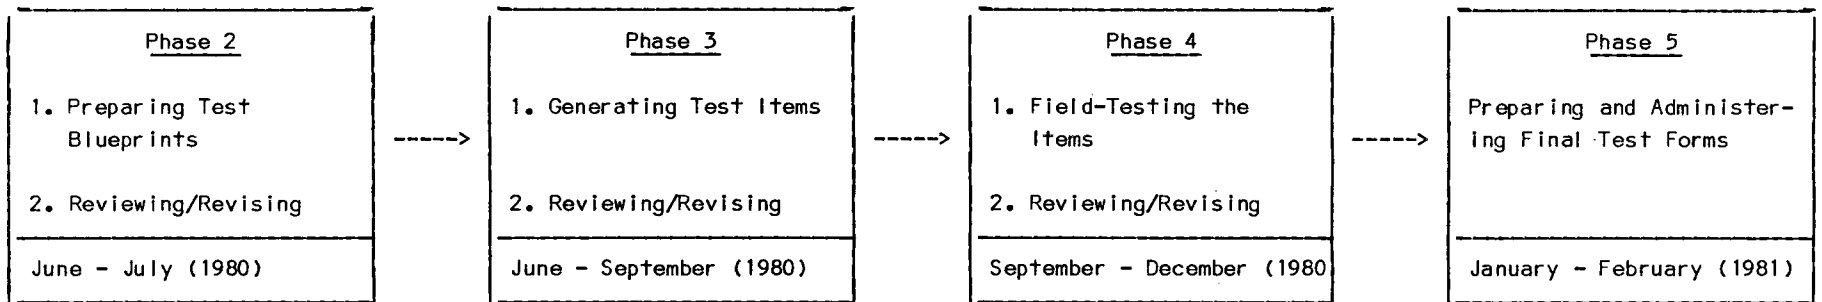 Phase 2
1. Preparing Test
Blueprints
2. Reviewing/Revising
June - July (1980)
----->
Phase 3
1. Generating Test Items
2. Reviewing/Revising
June - September (1980)
----->
Phase 4
1. Field-Testing the
Items
2. Reviewing/Revising
September - December (1980
----->
Phase 5
Preparing and Administer-
ing Final Test Forms
January - February (1981)